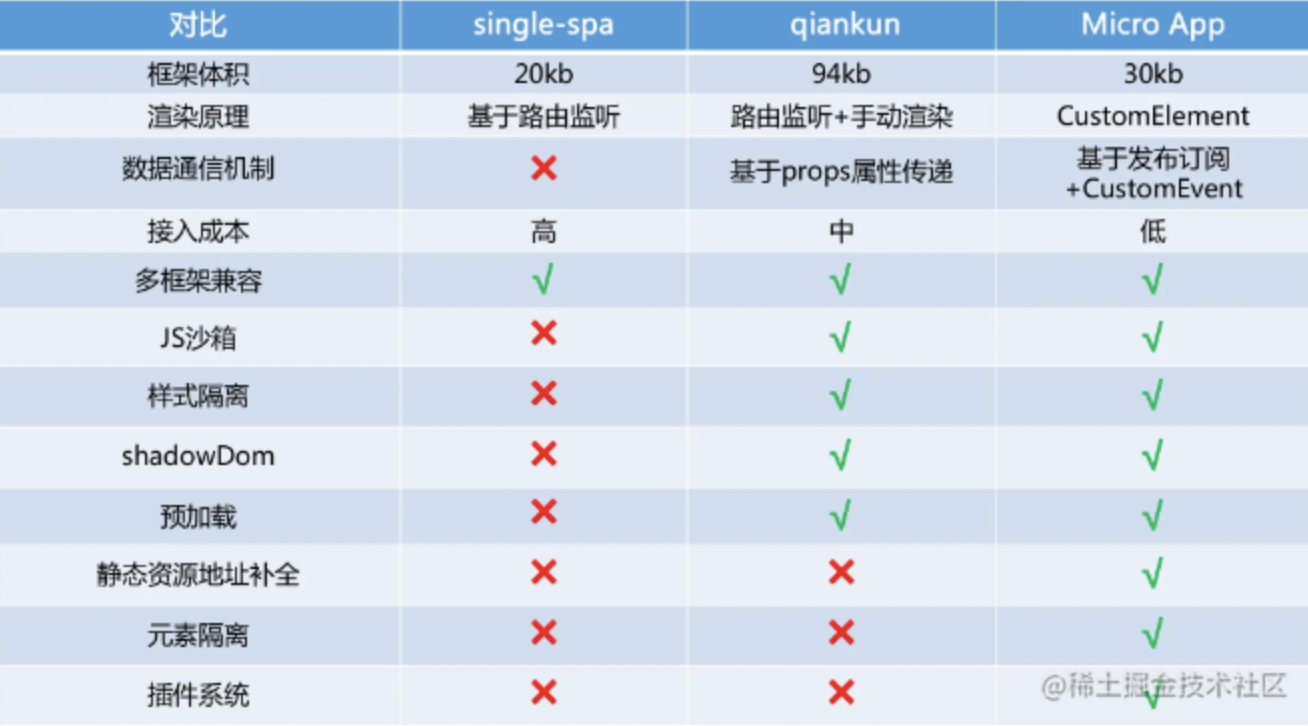 对比 single-spa qiankun Micro App
框架体积 20kb 94kb 30kb
渲染原理 基于路由监听 路由监听+手动渲染 CustomElement
数据通信机制 ❌ 基于props属性传递 基于发布订阅
+CustomEvent
接入成本 高 中 低
多框架兼容 √ √ √
JS沙箱 ❌ √ √
样式隔离 ❌ √ √
shadowDom ❌ √ √
预加载 ❌ √ √
静态资源地址补全 ❌ ❌ √
元素隔离 ❌ ❌ √
插件系统 ❌ ❌ √
@稀土掘金技术社区